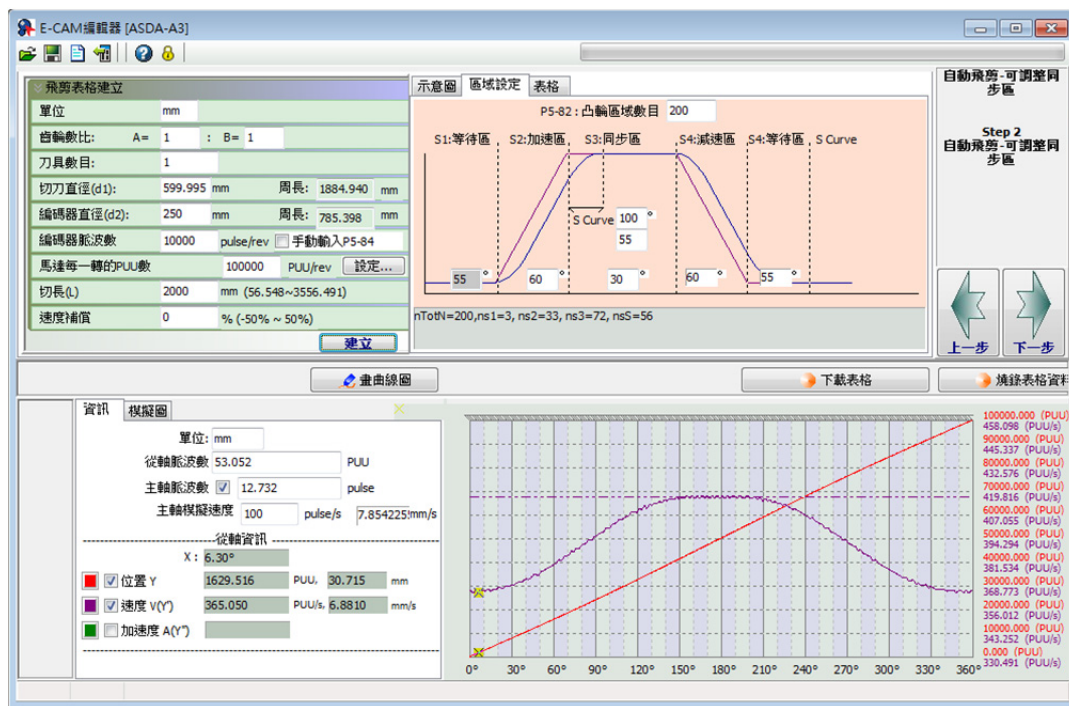 E-CAM編輯器 [ASDA-A3]
飛剪表格建立
單位 mm
齒輪數比: A= 1 : B= 1
刀具數目: 1
切刀直徑(d1): 599.995 mm 周長: 1884.940 mm
編碼器直徑(d2): 250 mm 周長: 785.398 mm
編碼器脈波數 10000 pulse/rev 手動輸入P5-84
馬達每一轉的PUU數 100000 PUU/rev 設定...
切長(L) 2000 mm (56.548~3556.491)
速度補償 0 % (-50% ~ 50%)
建立
示意圖 區域設定 表格
P5-82 : 凸輪區域數目 200
S1:等待區 S2:加速區 S3:同步區 S4:減速區 S4:等待區 S Curve
S Curve 100 °
55
55 ° 60 ° 30 ° 60 ° 55 °
nTotN=200,ns1=3, ns2=33, ns3=72, nsS=56
自動飛剪-可調整同
步區
Step 2
自動飛剪-可調整同
步區
上一步 下一步
畫曲線圖 下載表格 燒錄表格資料
資訊 模擬圖
單位: mm
從軸脈波數 53.052 PUU
主軸脈波數 12.732 pulse
主軸模擬速度 100 pulse/s 7.854225 mm/s
從軸資訊
X : 6.30°
位置 Y 1629.516 PUU, 30.715 mm
速度 V(Y') 365.050 PUU/s, 6.8810 mm/s
加速度 A(Y")
100000.000 (PUU)
458.098 (PUU/s)
90000.000 (PUU)
445.337 (PUU/s)
80000.000 (PUU)
432.576 (PUU/s)
70000.000 (PUU)
419.816 (PUU/s)
60000.000 (PUU)
407.055 (PUU/s)
50000.000 (PUU)
394.294 (PUU/s)
40000.000 (PUU)
381.534 (PUU/s)
30000.000 (PUU)
368.773 (PUU/s)
20000.000 (PUU)
356.012 (PUU/s)
10000.000 (PUU)
343.252 (PUU/s)
0.000 (PUU)
330.491 (PUU/s)
0° 30° 60° 90° 120° 150° 180° 210° 240° 270° 300° 330° 360°